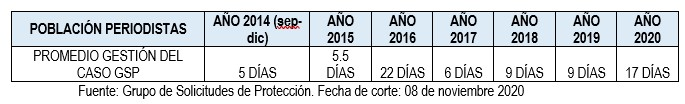 POBLACIÓN PERIODISTAS
AÑO 2014 (sep-
dic)
AÑO
2015
AÑO
2016
AÑO
2017
AÑO
2018
AÑO
2019
AÑO
2020
PROMEDIO GESTIÓN DEL
CASO GSP
5 DÍAS
5.5
DÍAS
22 DÍAS
6 DÍAS
9 DÍAS
9 DÍAS
17 DÍAS
Fuente: Grupo de Solicitudes de Protección. Fecha de corte: 08 de noviembre 2020